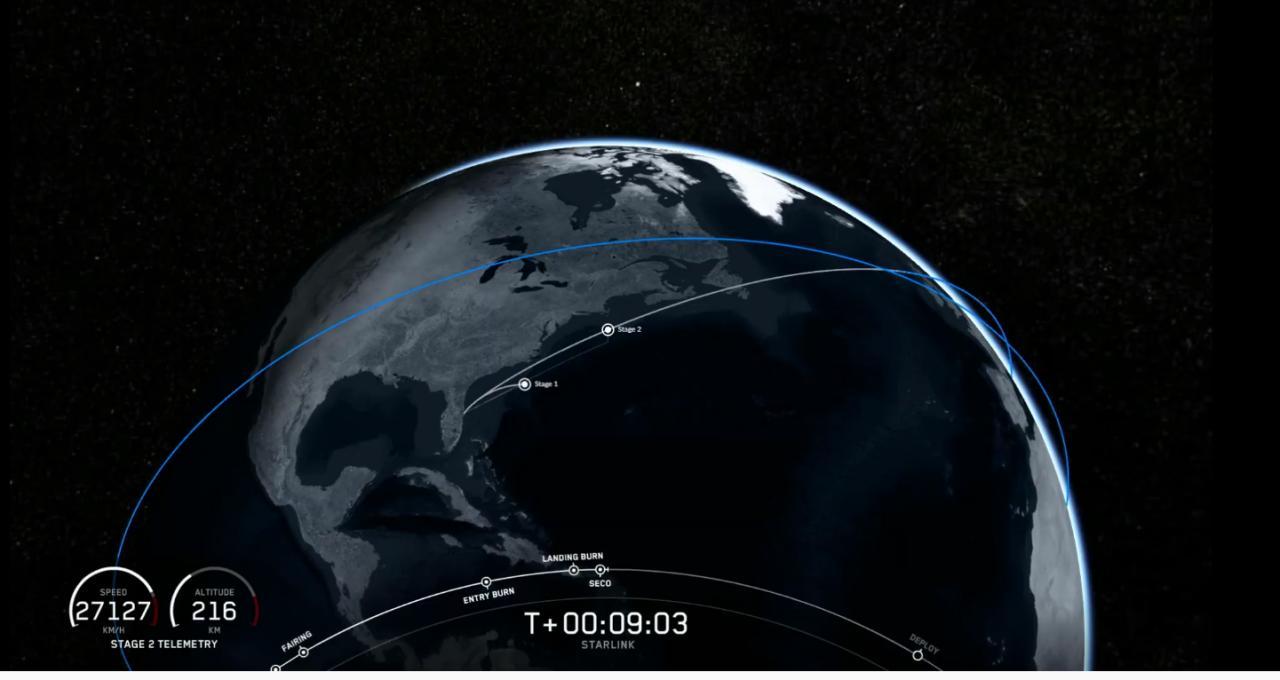 Stage 2
Stage 1
LANDING BURN
SECO
ENTRY BURN
FAIRING
DEPLOY
SPEED
27127
KM/H
ALTITUDE
216
KM
STAGE 2 TELEMETRY
T+00:09:03
STARLINK